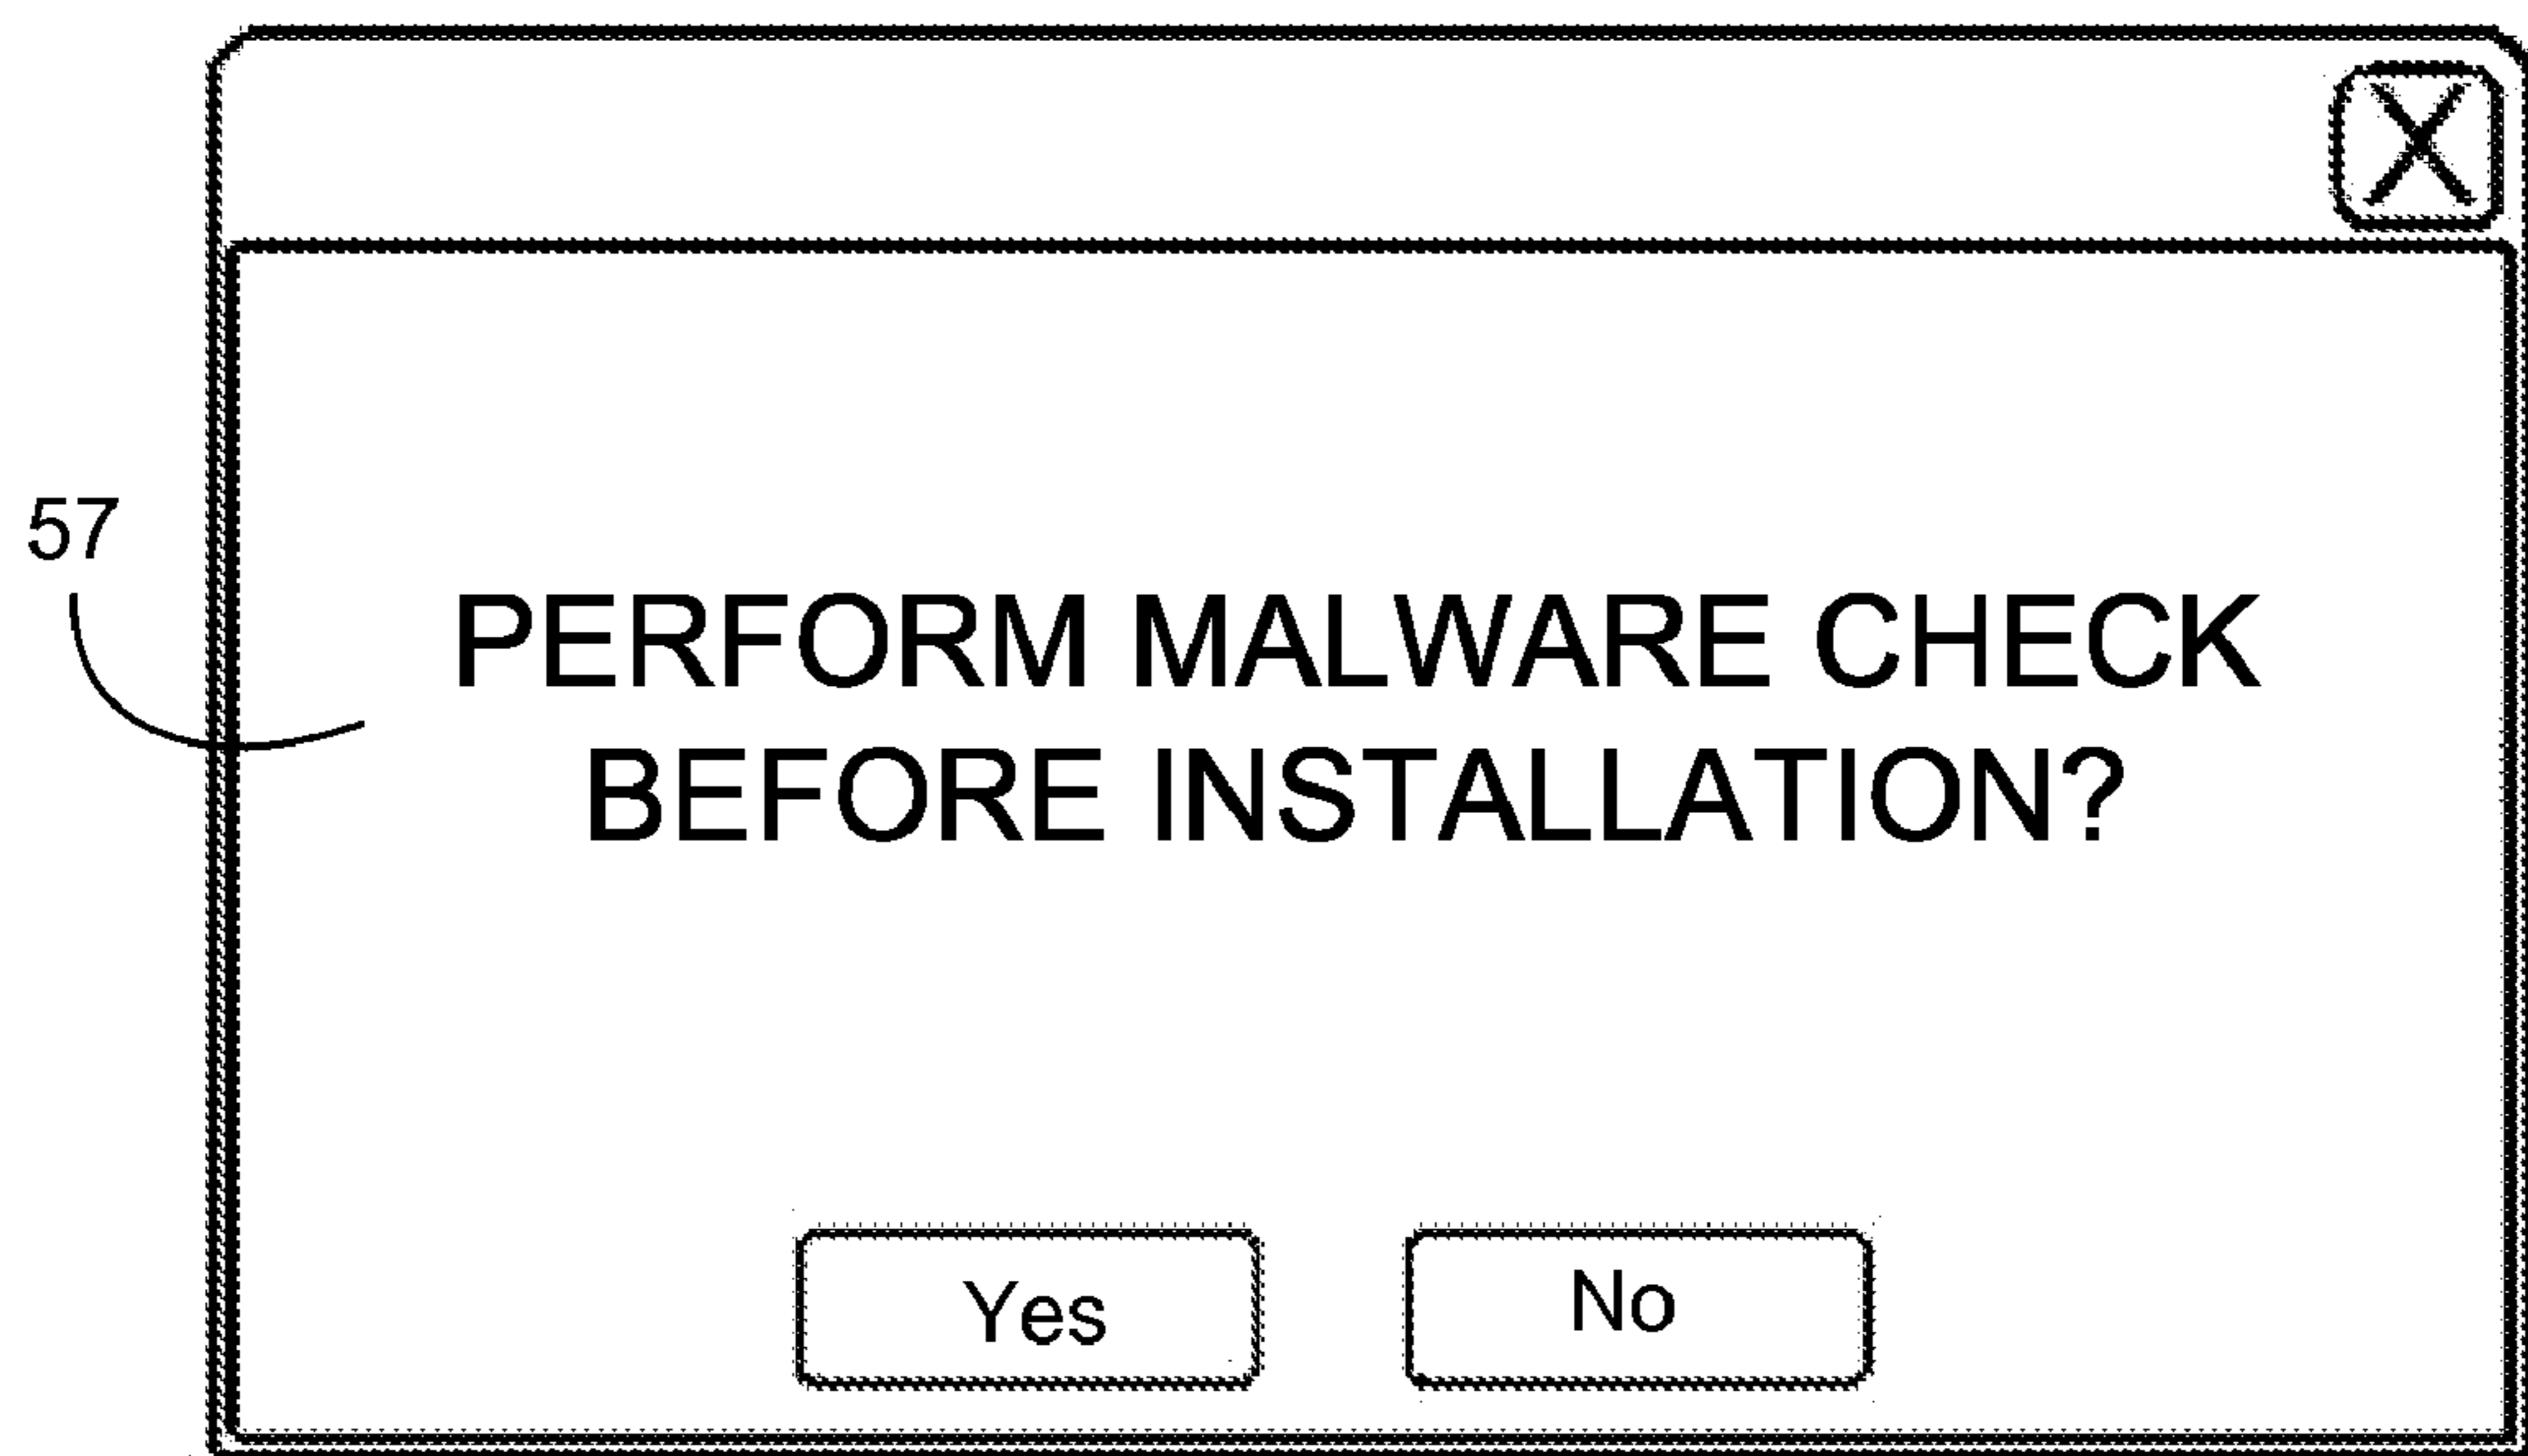 57
PERFORM MALWARE CHECK
BEFORE INSTALLATION?
Yes No